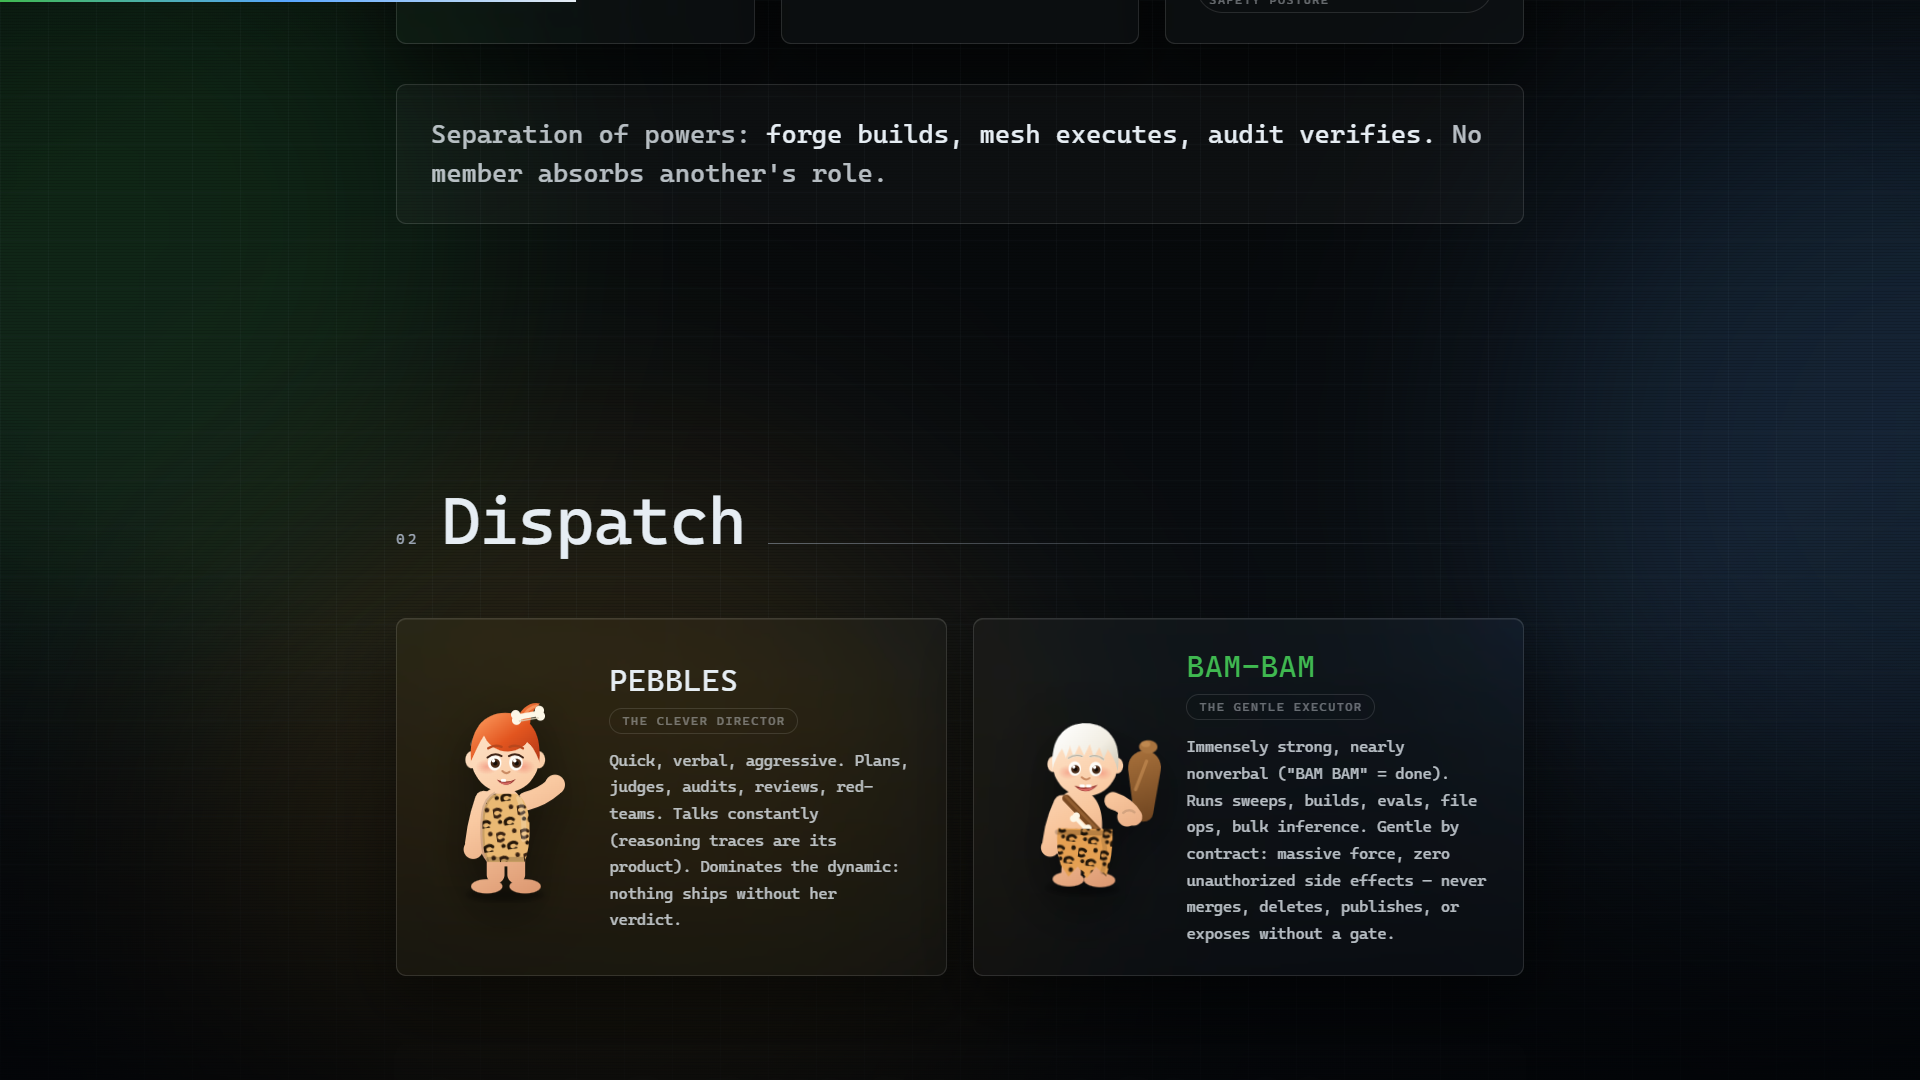 SAFETY POSTURE
Separation of powers: forge builds, mesh executes, audit verifies. No
member absorbs another's role.
02
Dispatch
PEBBLES
THE CLEVER DIRECTOR
Quick, verbal, aggressive. Plans,
judges, audits, reviews, red-
teams. Talks constantly
(reasoning traces are its
product). Dominates the dynamic:
nothing ships without her
verdict.
BAM-BAM
THE GENTLE EXECUTOR
Immensely strong, nearly
nonverbal ("BAM BAM" = done).
Runs sweeps, builds, evals, file
ops, bulk inference. Gentle by
contract: massive force, zero
unauthorized side effects — never
merges, deletes, publishes, or
exposes without a gate.